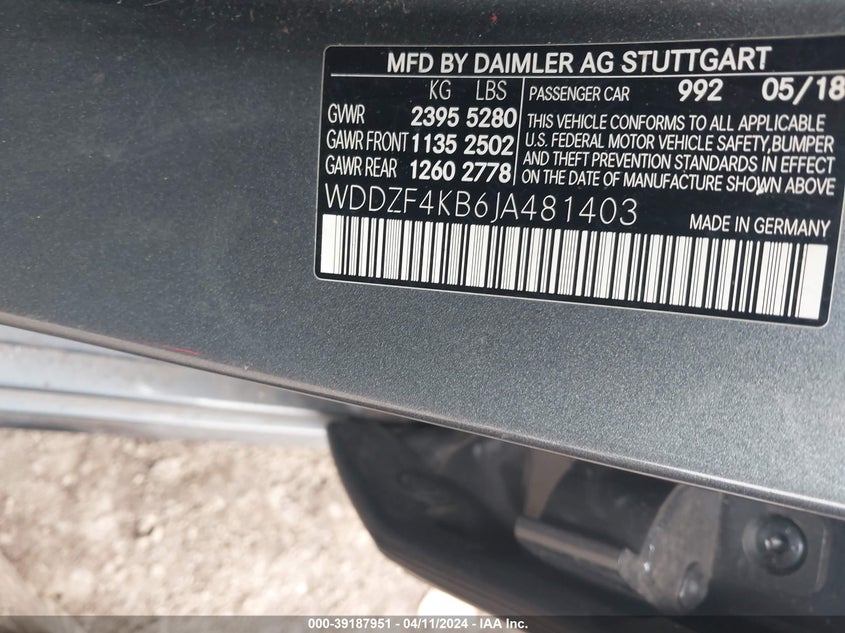 MFD BY DAIMLER AG STUTTGART
KG LBS
GVWR 2395 5280
GAWR FRONT 1135 2502
GAWR REAR 1260 2778
PASSENGER CAR 992 05/18
THIS VEHICLE CONFORMS TO ALL APPLICABLE
U.S. FEDERAL MOTOR VEHICLE SAFETY,BUMPER
AND THEFT PREVENTION STANDARDS IN EFFECT
ON THE DATE OF MANUFACTURE SHOWN ABOVE
WDDZF4KB6JA481403
MADE IN GERMANY
000-39187951 - 04/11/2024 - IAA Inc.